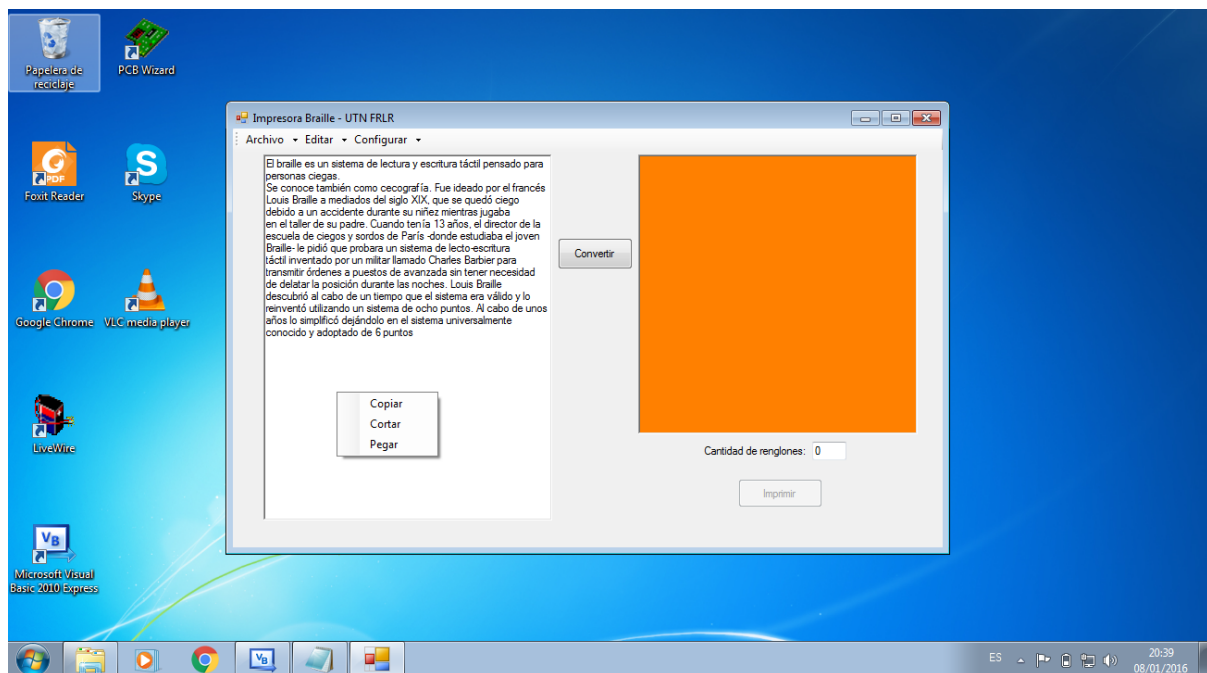 Papelera de
reciclaje
PCB Wizard
Foxit Reader
Skype
Google Chrome
VLC media player
LiveWire
Microsoft Visual
Basic 2010 Express
Impresora Braille - UTN FRLR
Archivo Editar Configurar
El braille es un sistema de lectura y escritura táctil pensado para
personas ciegas.
Se conoce también como cecografía. Fue ideado por el francés
Louis Braille a mediados del siglo XIX, que se quedó ciego
debido a un accidente durante su niñez mientras jugaba
en el taller de su padre. Cuando tenía 13 años, el director de la
escuela de ciegos y sordos de París -donde estudiaba el joven
Braille- le pidió que probara un sistema de lecto-escritura
táctil inventado por un militar llamado Charles Barbier para
transmitir órdenes a puestos de avanzada sin tener necesidad
de delatar la posición durante las noches. Louis Braille
descubrió al cabo de un tiempo que el sistema era válido y lo
reinventó utilizando un sistema de ocho puntos. Al cabo de unos
años lo simplificó dejándolo en el sistema universalmente
conocido y adoptado de 6 puntos
Copiar
Cortar
Pegar
Convertir
Cantidad de renglones: 0
Imprimir
ES
20:39
08/01/2016